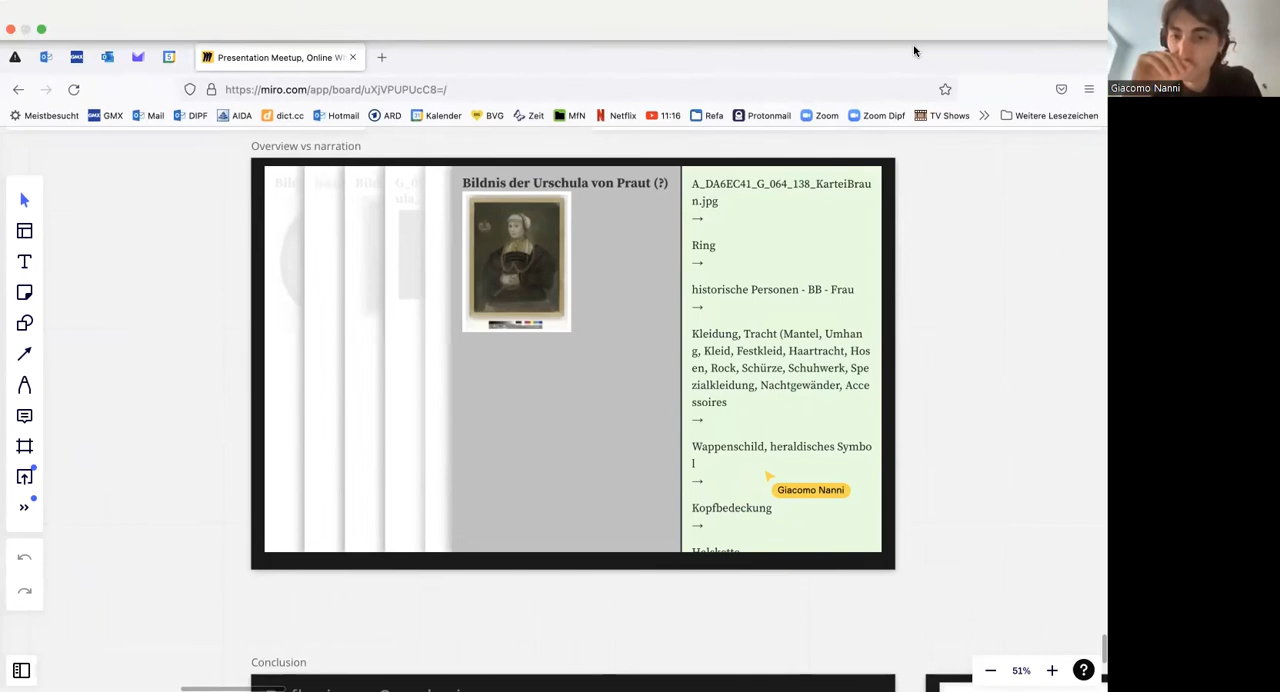 Presentation Meetup, Online W
https://miro.com/app/board/uXjVPUPUcC8=/
Meistbesucht GMX Mail DIPF AIDA dict.cc Hotmail ARD Kalender BVG Zeit MfN Netflix 11:16 Refa Protonmail Zoom Zoom Dipf TV Shows Weitere Lesezeichen
Giacomo Nanni
Overview vs narration
Bildnis der Urschula von Praut (?)
A_DA6EC41_G_064_138_KarteiBrau
n.jpg
→
Ring
→
historische Personen - BB - Frau
→
Kleidung, Tracht (Mantel, Umhan
g, Kleid, Festkleid, Haartracht, Hos
en, Rock, Schürze, Schuhwerk, Spe
zialkleidung, Nachtgewänder, Acce
ssoires
→
Wappenschild, heraldisches Symbo
l
→
Giacomo Nanni
Kopfbedeckung
→
Conclusion
51%